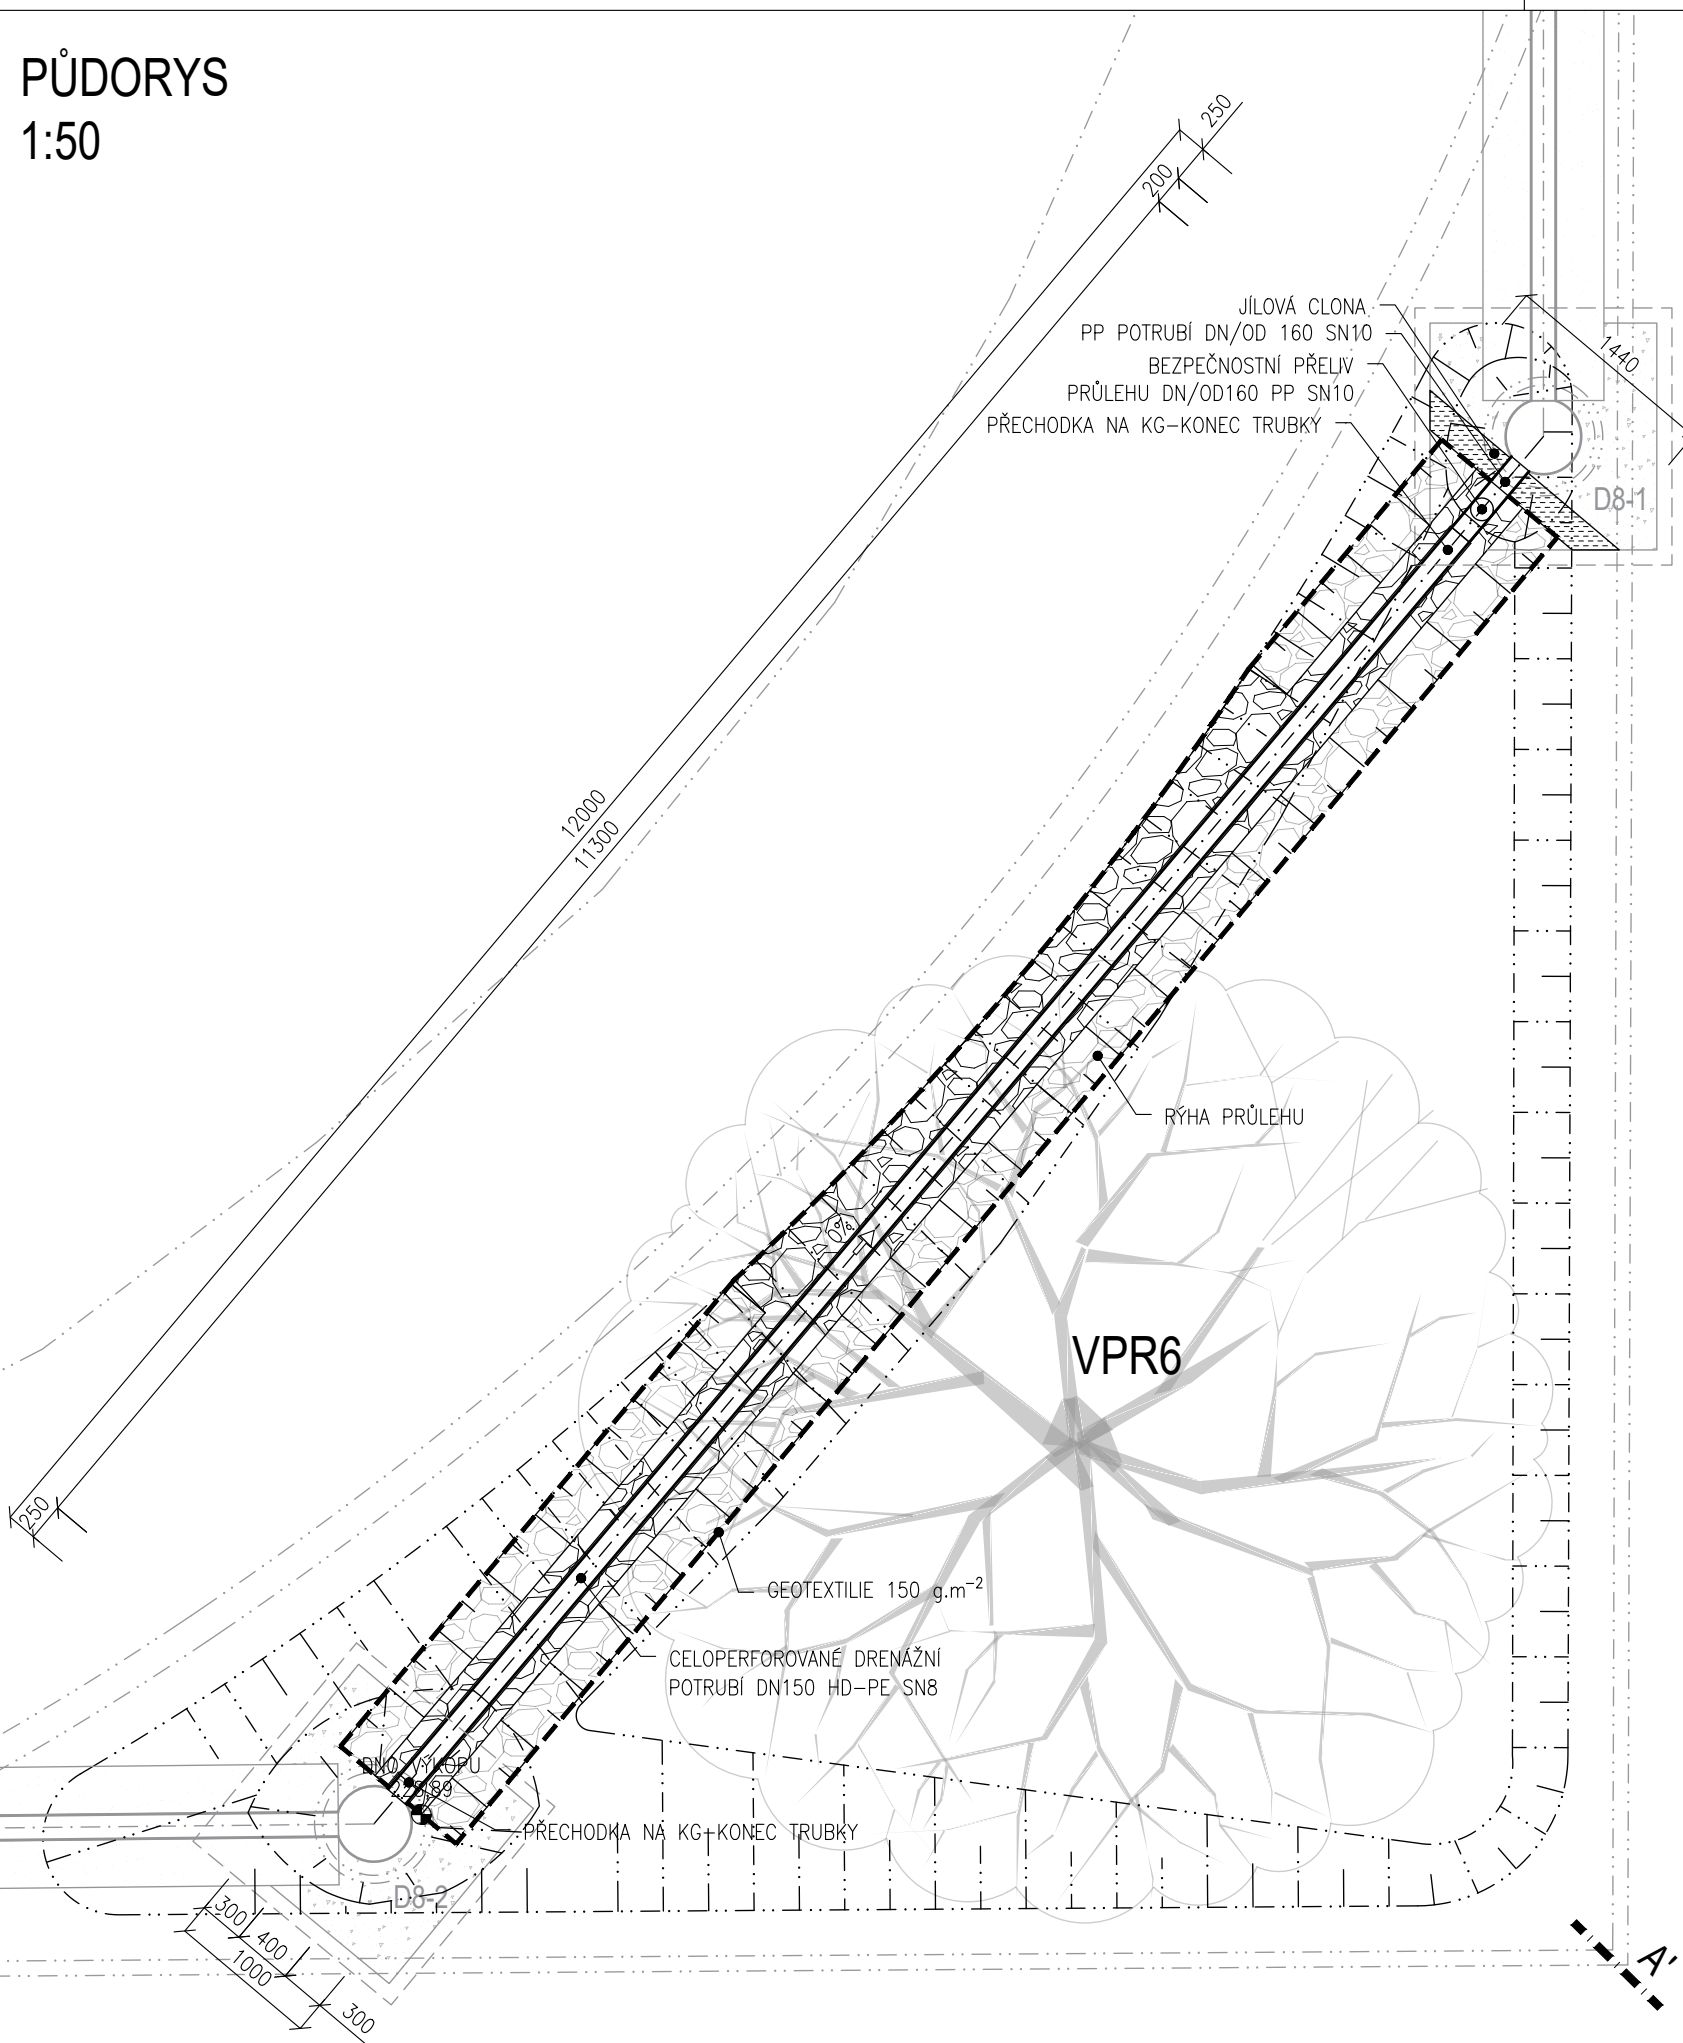 PŮDORYS
1:50
250
200
JÍLOVÁ CLONA
PP POTRUBÍ DN/OD 160 SN10
BEZPEČNOSTNÍ PŘELIV
PRŮLEHU DN/OD160 PP SN10
PŘECHODKA NA KG-KONEC TRUBKY
1440
D8-1
12000
11300
RÝHA PRŮLEHU
0%
VPR6
250
GEOTEXTILIE 150 g.m⁻²
CELOPERFOROVANÉ DRENÁŽNÍ
POTRUBÍ DN150 HD-PE SN8
DNO VÝKOPU
PŘECHODKA NA KG-KONEC TRUBKY
D8-2
300
400
1000
300
A'